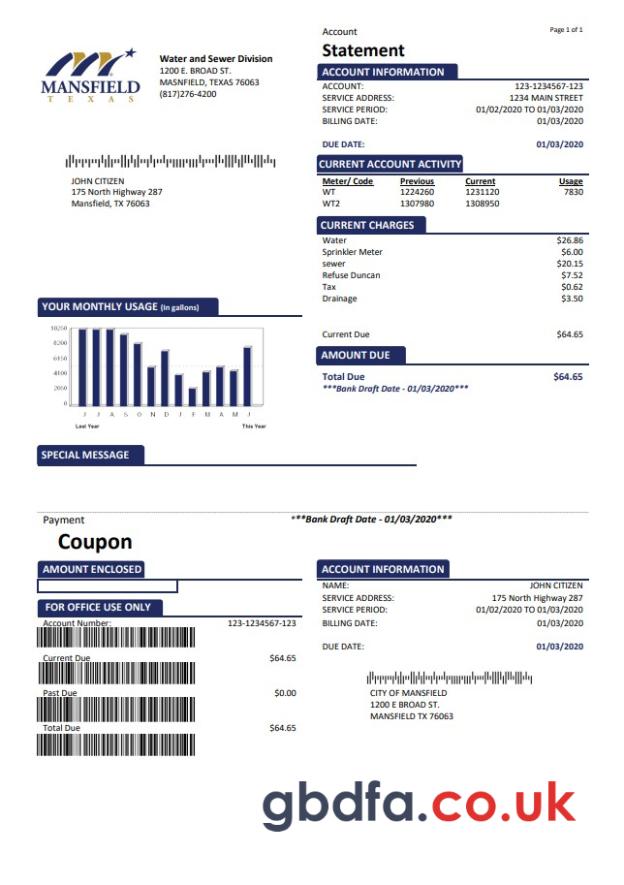 Account
Page 1 of 1
Statement
MANSFIELD
TEXAS
Water and Sewer Division
1200 E. BROAD ST.
MANSFIELD, TEXAS 76063
(817)276-4200
ACCOUNT INFORMATION
ACCOUNT: 123-1234567-123
SERVICE ADDRESS: 1234 MAIN STREET
SERVICE PERIOD: 01/02/2020 TO 01/03/2020
BILLING DATE: 01/03/2020
DUE DATE: 01/03/2020
JOHN CITIZEN
175 North Highway 287
Mansfield, TX 76063
CURRENT ACCOUNT ACTIVITY
Meter/ Code Previous Current Usage
WT 1224260 1231120 7830
WT2 1307980 1308950
CURRENT CHARGES
Water $26.86
Sprinkler Meter $6.00
sewer $20.15
Refuse Duncan $7.52
Tax $0.62
Drainage $3.50
Current Due $64.65
AMOUNT DUE
Total Due $64.65
***Bank Draft Date - 01/03/2020***
YOUR MONTHLY USAGE (In gallons)
10250
8200
6150
4100
2050
0
J J A S O N D J F M A M J
Last Year This Year
SPECIAL MESSAGE
Payment ***Bank Draft Date - 01/03/2020***
Coupon
AMOUNT ENCLOSED
FOR OFFICE USE ONLY
Account Number: 123-1234567-123
Current Due $64.65
Past Due $0.00
Total Due $64.65
ACCOUNT INFORMATION
NAME: JOHN CITIZEN
SERVICE ADDRESS: 175 North Highway 287
SERVICE PERIOD: 01/02/2020 TO 01/03/2020
BILLING DATE: 01/03/2020
DUE DATE: 01/03/2020
CITY OF MANSFIELD
1200 E BROAD ST.
MANSFIELD TX 76063
gbdfa.co.uk